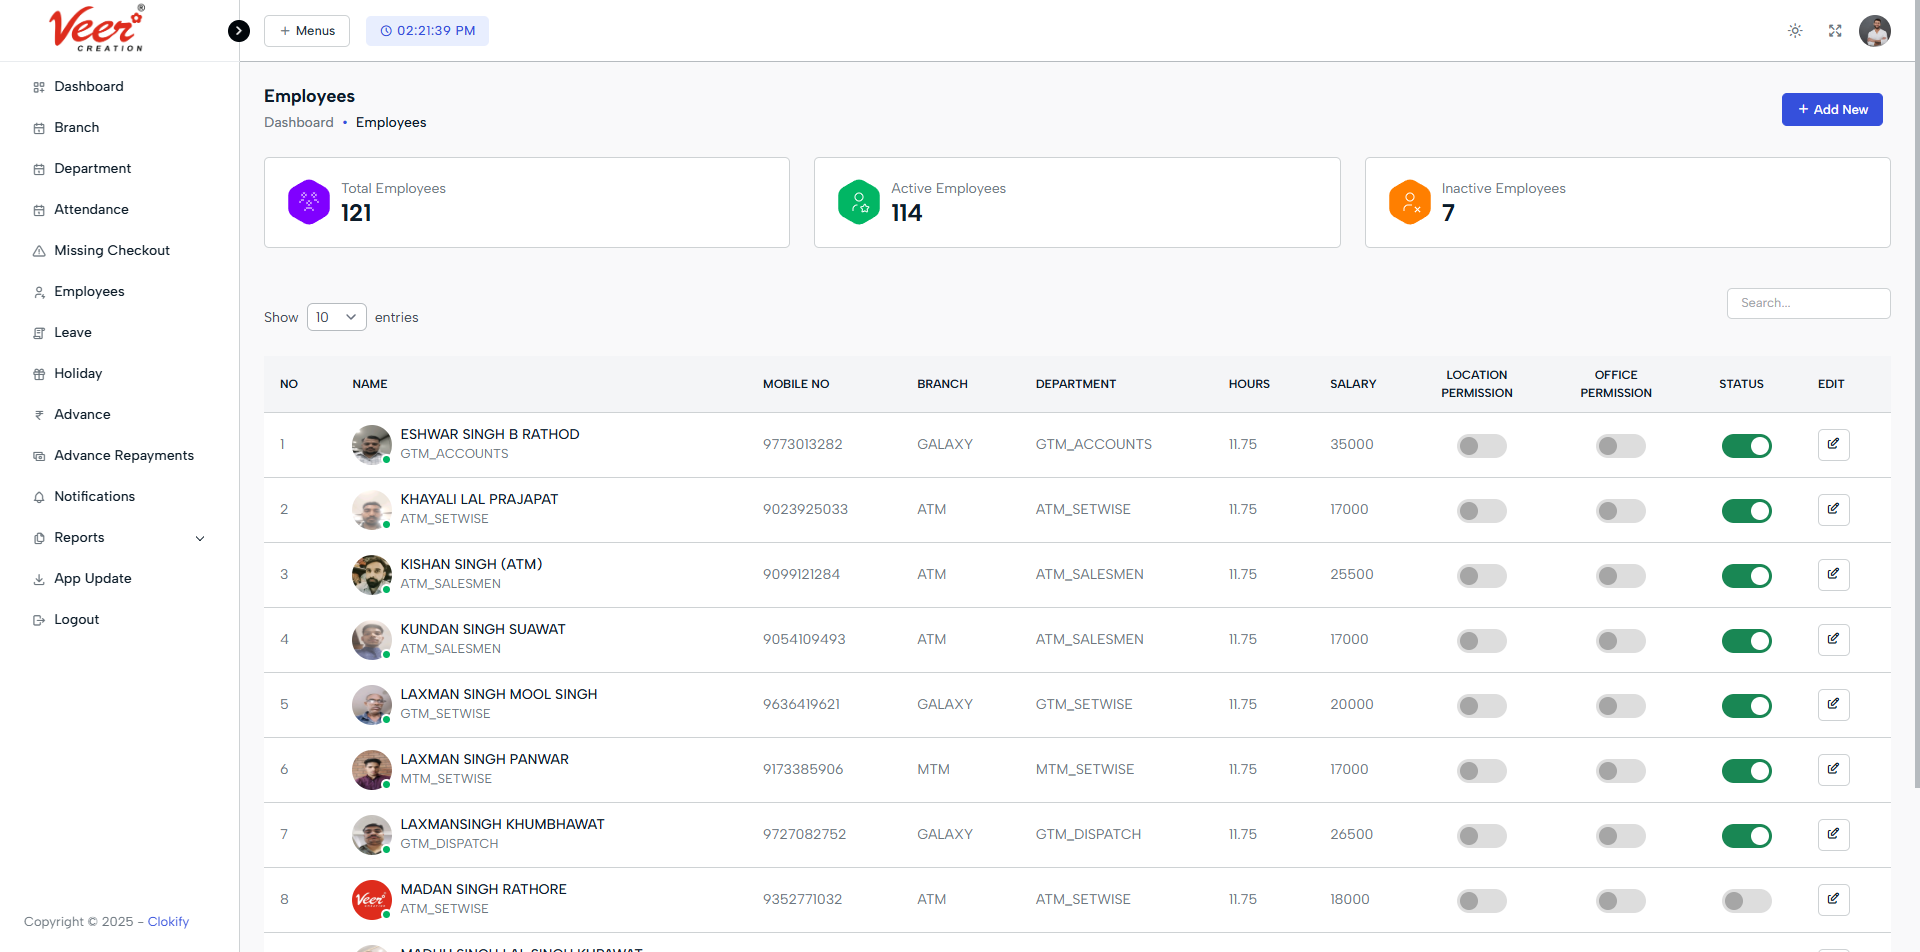 Veer®
CREATION
Menus
02:21:39 PM
Dashboard
Branch
Department
Attendance
Missing Checkout
Employees
Leave
Holiday
Advance
Advance Repayments
Notifications
Reports
App Update
Logout
Copyright © 2025 - Clokify
Employees
Dashboard • Employees
+ Add New
Total Employees
121
Active Employees
114
Inactive Employees
7
Show 10 entries
Search...
NO NAME MOBILE NO BRANCH DEPARTMENT HOURS SALARY LOCATION PERMISSION OFFICE PERMISSION STATUS EDIT
1 ESHWAR SINGH B RATHOD 9773013282 GALAXY GTM_ACCOUNTS 11.75 35000
GTM_ACCOUNTS
2 KHAYALI LAL PRAJAPAT 9023925033 ATM ATM_SETWISE 11.75 17000
ATM_SETWISE
3 KISHAN SINGH (ATM) 9099121284 ATM ATM_SALESMEN 11.75 25500
ATM_SALESMEN
4 KUNDAN SINGH SUAWAT 9054109493 ATM ATM_SALESMEN 11.75 17000
ATM_SALESMEN
5 LAXMAN SINGH MOOL SINGH 9636419621 GALAXY GTM_SETWISE 11.75 20000
GTM_SETWISE
6 LAXMAN SINGH PANWAR 9173385906 MTM MTM_SETWISE 11.75 17000
MTM_SETWISE
7 LAXMANSINGH KHUMBHAWAT 9727082752 GALAXY GTM_DISPATCH 11.75 26500
GTM_DISPATCH
8 Veer MADAN SINGH RATHORE 9352771032 ATM ATM_SETWISE 11.75 18000
ATM_SETWISE